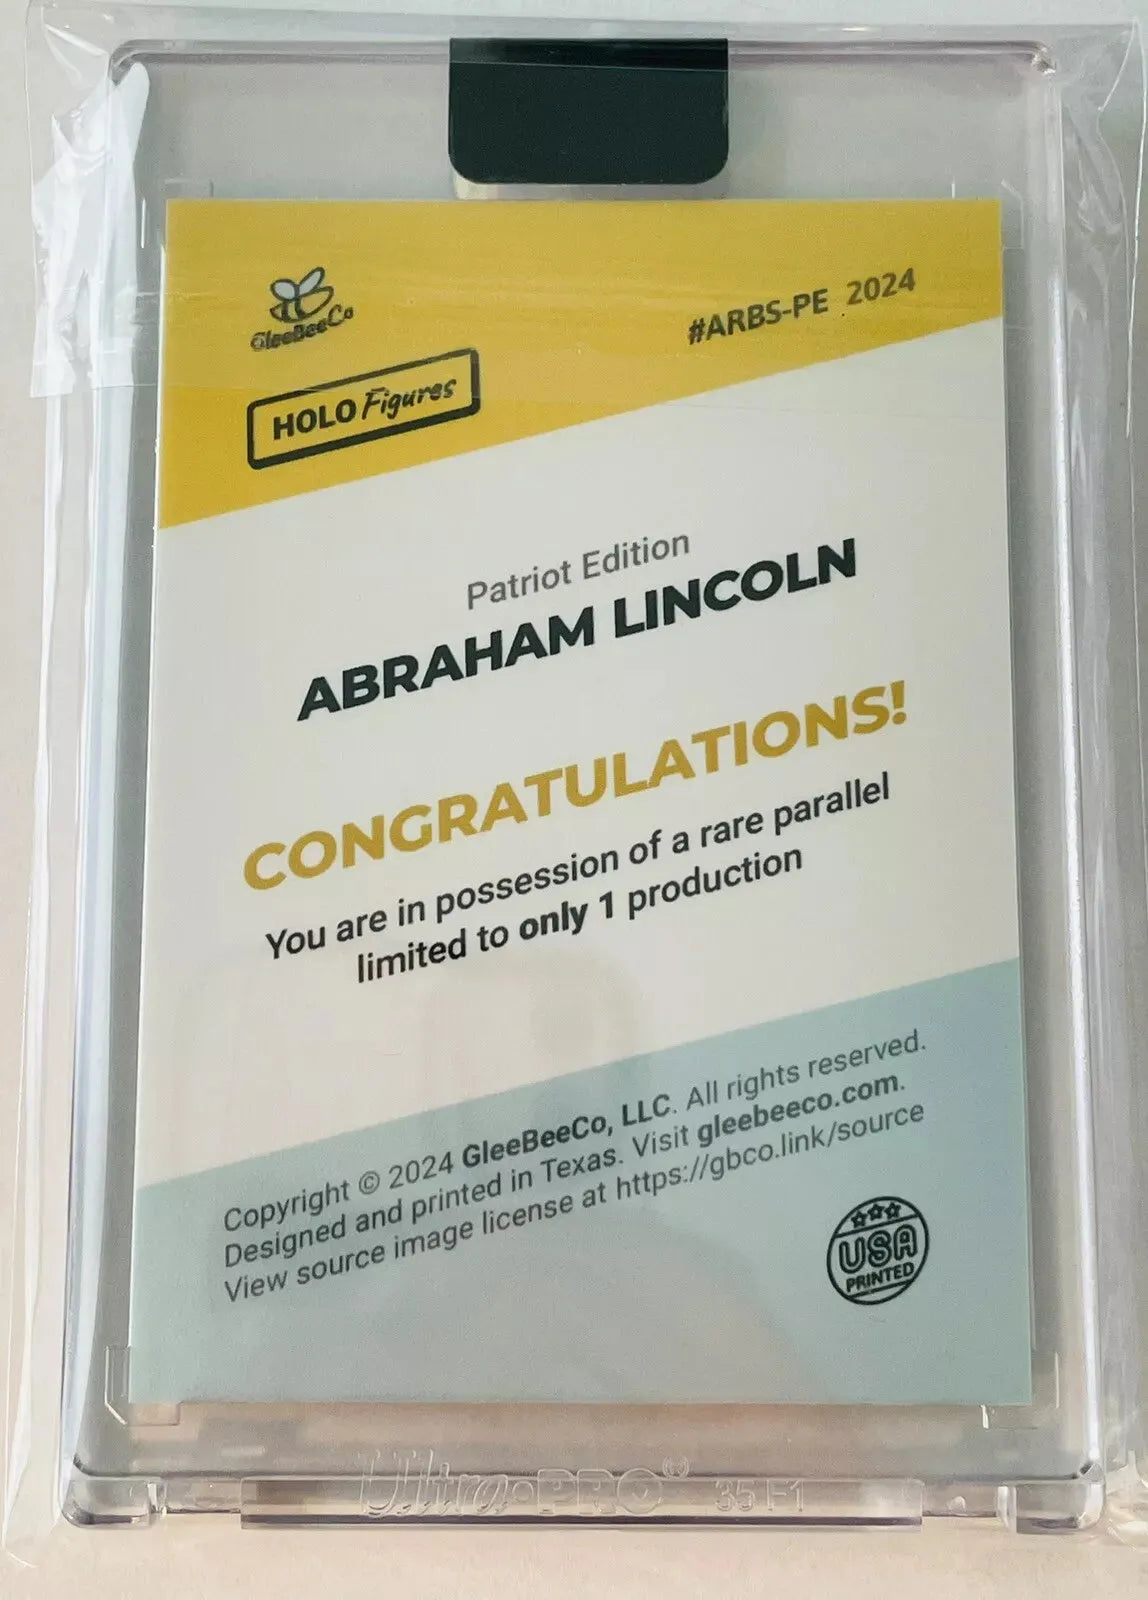 GleeBeeCo
#ARBS-PE 2024
HOLO Figures
Patriot Edition
ABRAHAM LINCOLN
CONGRATULATIONS!
You are in possession of a rare parallel
limited to only 1 production
Copyright © 2024 GleeBeeCo, LLC. All rights reserved.
Designed and printed in Texas. Visit gleebeeco.com.
View source image license at https://gbco.link/source
USA
PRINTED
Ultra•PRO® 35F1